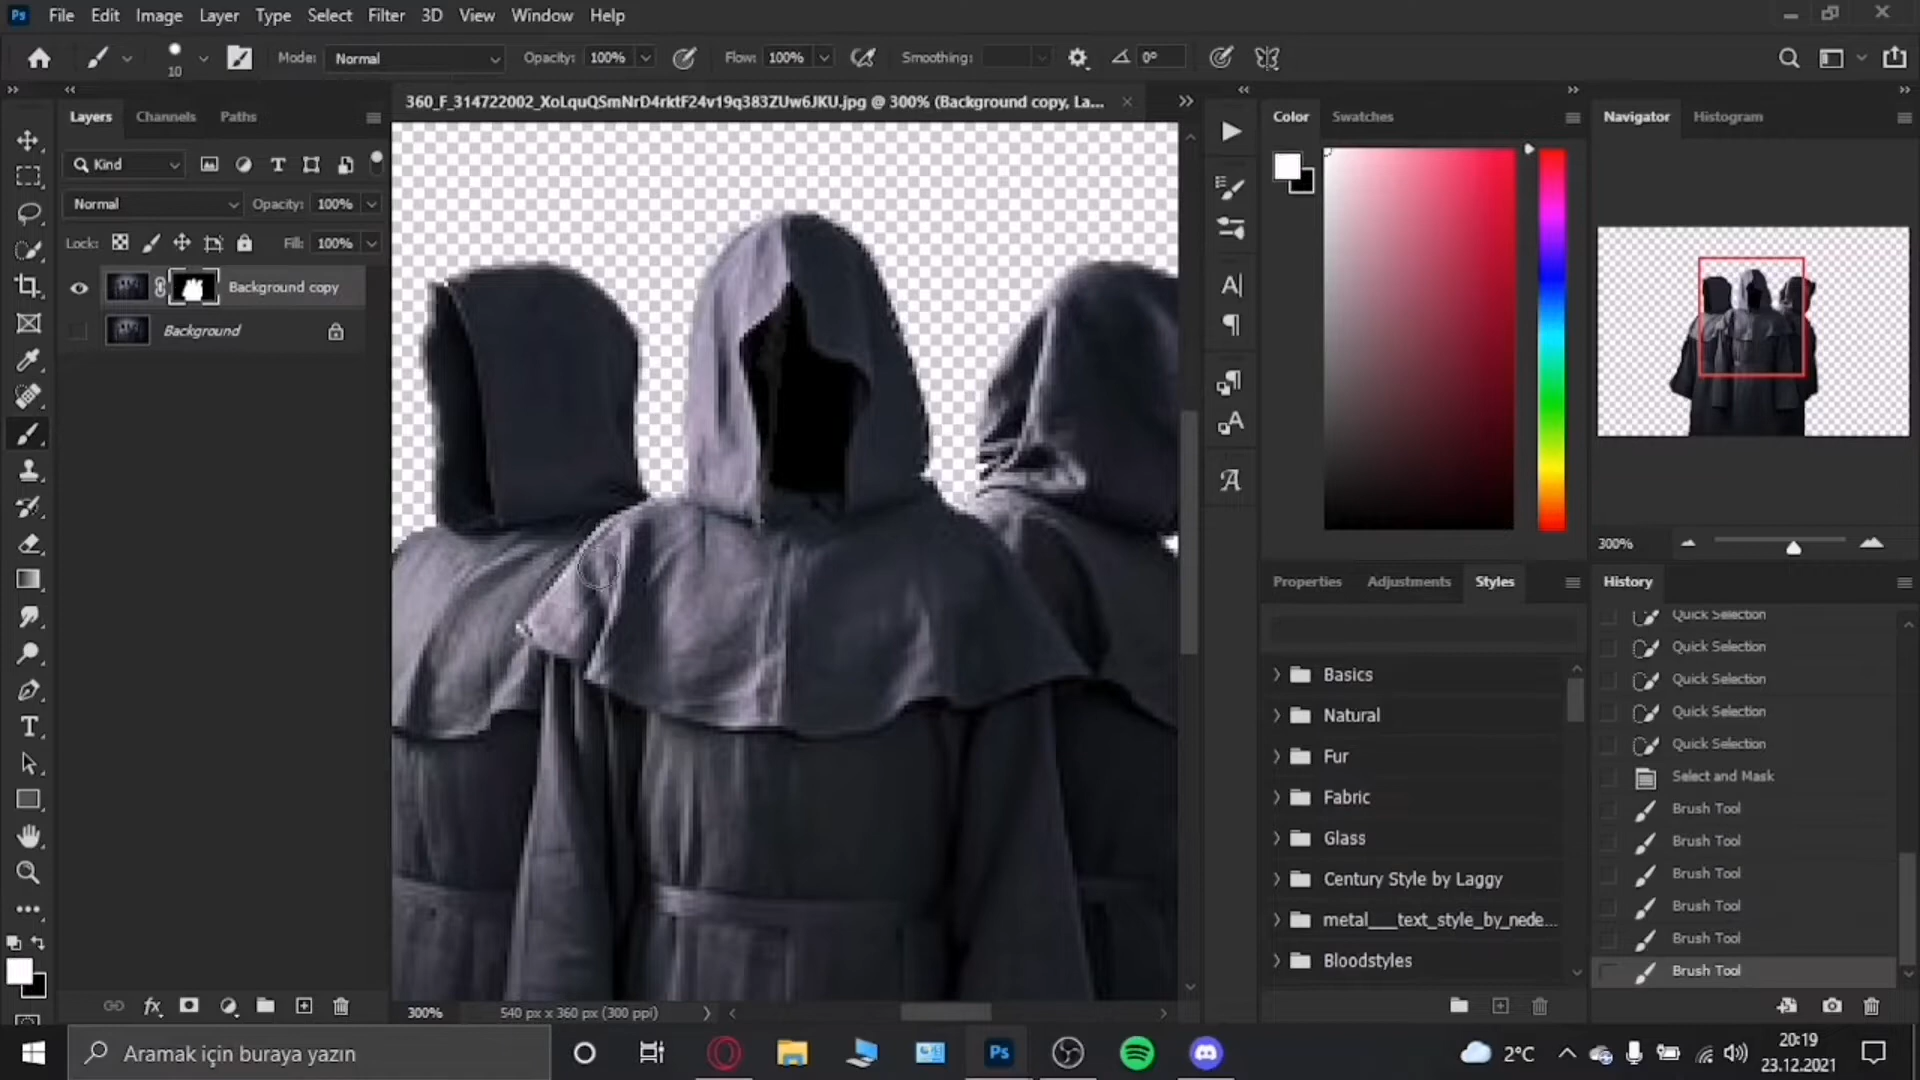 Ps File Edit Image Layer Type Select Filter 3D View Window Help
10 Mode: Normal Opacity: 100% Flow: 100% Smoothing: 0°
Layers Channels Paths
360_F_314722002_XoLquQSmNrD4rktF24v19q383ZUw6JKU.jpg @ 300% (Background copy, La...
Color Swatches
Navigator Histogram
Kind
Normal Opacity: 100%
Lock: Fill: 100%
Background copy
Background
300%
Properties Adjustments Styles
Basics
Natural
Fur
Fabric
Glass
Century Style by Laggy
metal___text_style_by_nede...
Bloodstyles
History
Quick Selection
Quick Selection
Quick Selection
Quick Selection
Quick Selection
Select and Mask
Brush Tool
Brush Tool
Brush Tool
Brush Tool
Brush Tool
Brush Tool
300% 540 px x 360 px (300 ppi)
Aramak için buraya yazın
Ps
2°C
20:19
23.12.2021